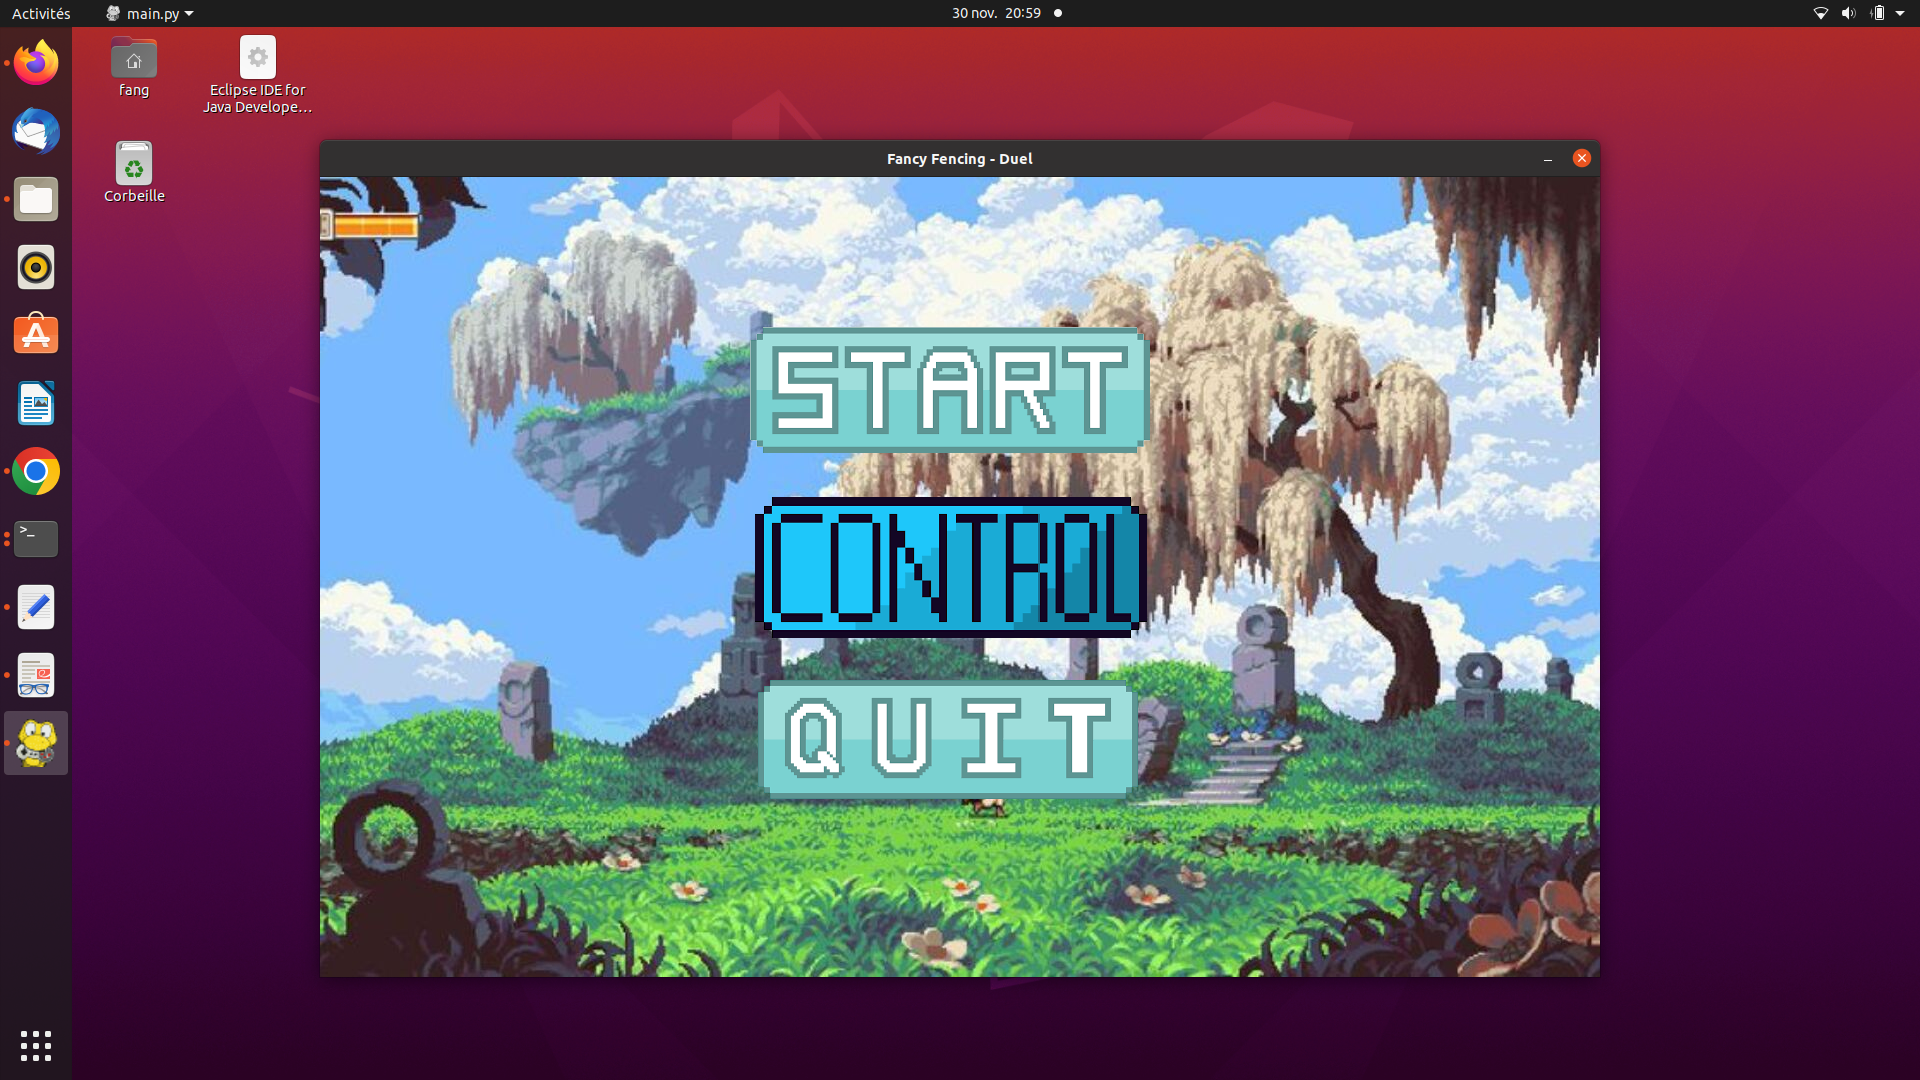 Activités
main.py
30 nov. 20:59
fang
Eclipse IDE for
Java Develope…
Corbeille
Fancy Fencing - Duel
START
CONTROL
QUIT